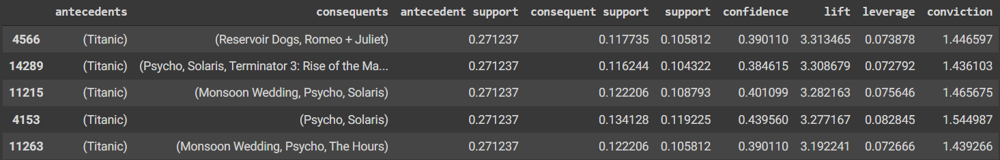 antecedents consequents antecedent support consequent support support confidence lift leverage conviction
4566 (Titanic) (Reservoir Dogs, Romeo + Juliet) 0.271237 0.117735 0.105812 0.390110 3.313465 0.073878 1.446597
14289 (Titanic) (Psycho, Solaris, Terminator 3: Rise of the Ma... 0.271237 0.116244 0.104322 0.384615 3.308679 0.072792 1.436103
11215 (Titanic) (Monsoon Wedding, Psycho, Solaris) 0.271237 0.122206 0.108793 0.401099 3.282163 0.075646 1.465675
4153 (Titanic) (Psycho, Solaris) 0.271237 0.134128 0.119225 0.439560 3.277167 0.082845 1.544987
11263 (Titanic) (Monsoon Wedding, Psycho, The Hours) 0.271237 0.122206 0.105812 0.390110 3.192241 0.072666 1.439266